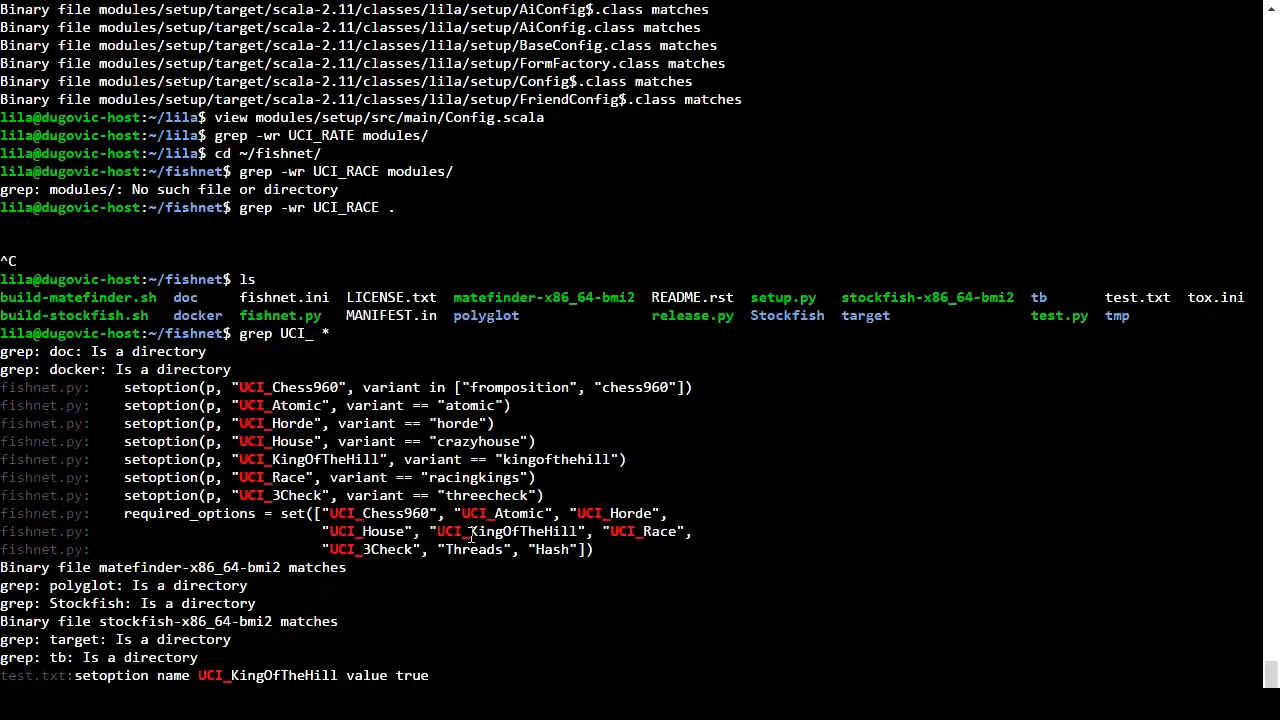 Binary file modules/setup/target/scala-2.11/classes/lila/setup/AiConfig$.class matches
Binary file modules/setup/target/scala-2.11/classes/lila/setup/AiConfig.class matches
Binary file modules/setup/target/scala-2.11/classes/lila/setup/BaseConfig.class matches
Binary file modules/setup/target/scala-2.11/classes/lila/setup/FormFactory.class matches
Binary file modules/setup/target/scala-2.11/classes/lila/setup/Config$.class matches
Binary file modules/setup/target/scala-2.11/classes/lila/setup/FriendConfig$.class matches
lila@dugovic-host:~/lila$ view modules/setup/src/main/Config.scala
lila@dugovic-host:~/lila$ grep -wr UCI_RATE modules/
lila@dugovic-host:~/lila$ cd ~/fishnet/
lila@dugovic-host:~/fishnet$ grep -wr UCI_RACE modules/
grep: modules/: No such file or directory
lila@dugovic-host:~/fishnet$ grep -wr UCI_RACE .
^C
lila@dugovic-host:~/fishnet$ ls
build-matefinder.sh  doc     fishnet.ini  LICENSE.txt  matefinder-x86_64-bmi2  README.rst  setup.py   stockfish-x86_64-bmi2  tb       test.txt  tox.ini
build-stockfish.sh   docker  fishnet.py   MANIFEST.in  polyglot                release.py  Stockfish  target                 test.py  tmp
lila@dugovic-host:~/fishnet$ grep UCI_ *
grep: doc: Is a directory
grep: docker: Is a directory
fishnet.py:    setoption(p, "UCI_Chess960", variant in ["fromposition", "chess960"])
fishnet.py:    setoption(p, "UCI_Atomic", variant == "atomic")
fishnet.py:    setoption(p, "UCI_Horde", variant == "horde")
fishnet.py:    setoption(p, "UCI_House", variant == "crazyhouse")
fishnet.py:    setoption(p, "UCI_KingOfTheHill", variant == "kingofthehill")
fishnet.py:    setoption(p, "UCI_Race", variant == "racingkings")
fishnet.py:    setoption(p, "UCI_3Check", variant == "threecheck")
fishnet.py:    required_options = set(["UCI_Chess960", "UCI_Atomic", "UCI_Horde",
fishnet.py:                            "UCI_House", "UCI_KingOfTheHill", "UCI_Race",
fishnet.py:                            "UCI_3Check", "Threads", "Hash"])
Binary file matefinder-x86_64-bmi2 matches
grep: polyglot: Is a directory
grep: Stockfish: Is a directory
Binary file stockfish-x86_64-bmi2 matches
grep: target: Is a directory
grep: tb: Is a directory
test.txt:setoption name UCI_KingOfTheHill value true